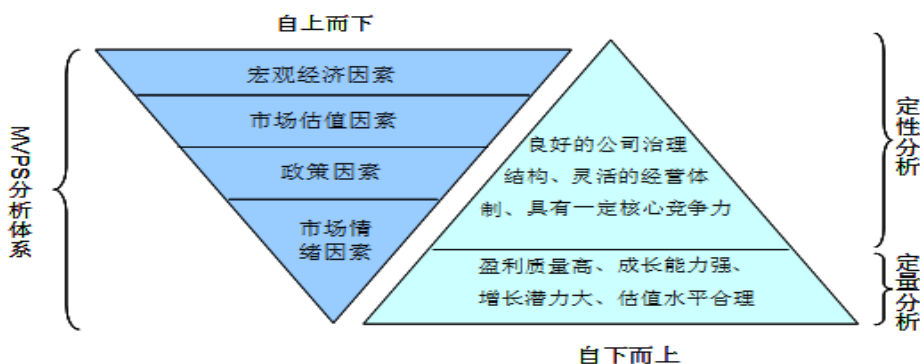 自上而下
MVPS分析体系
宏观经济因素
市场估值因素
政策因素
市场情
绪因素
良好的公司治理
结构、灵活的经营体
制、具有一定核心竞争力
盈利质量高、成长能力强、
增长潜力大、估值水平合理
定性分析
定量分析
自下而上